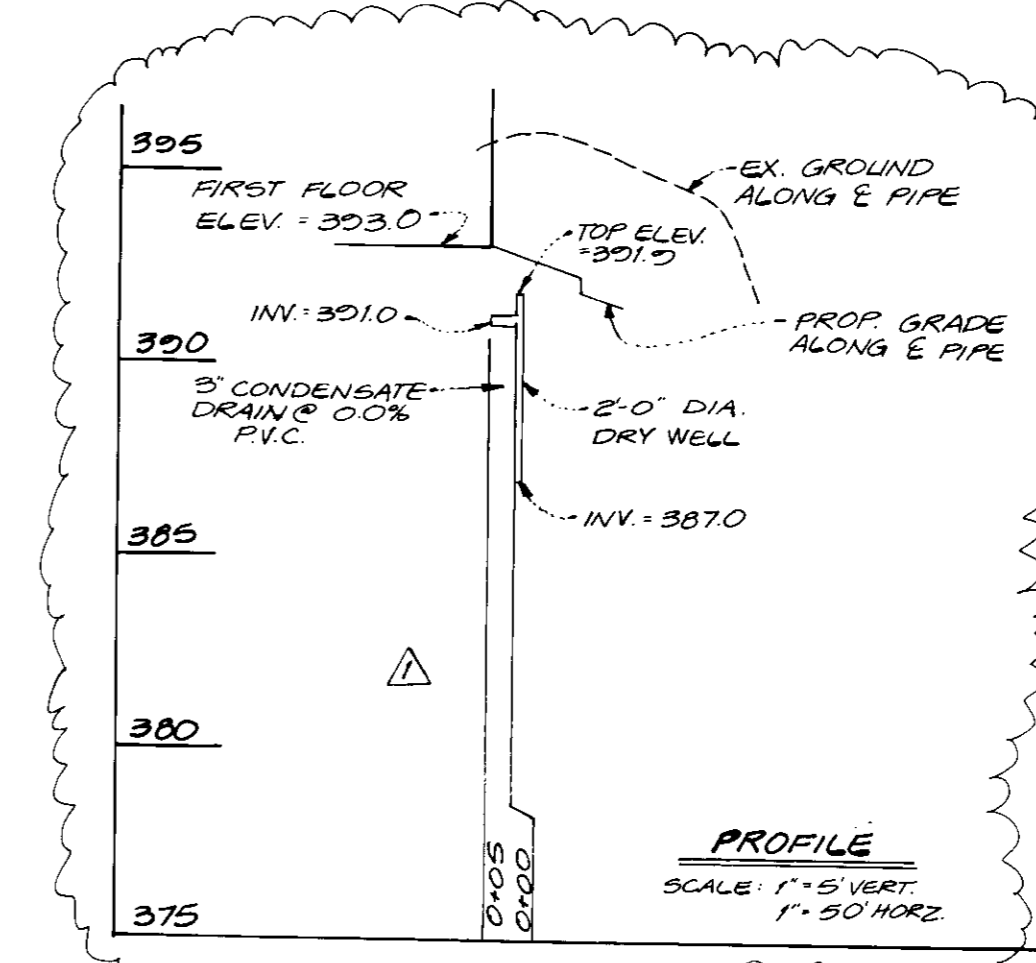 395
FIRST FLOOR
ELEV. = 393.0
EX. GROUND
ALONG ⅊ PIPE
TOP ELEV.
=391.9
INV. = 391.0
PROP. GRADE
ALONG ⅊ PIPE
390
3" CONDENSATE
DRAIN @ 0.0%
P.V.C.
2'-0" DIA.
DRY WELL
INV. = 387.0
385
1
380
0+05
0+00
PROFILE
SCALE: 1" = 5' VERT.
1" = 50' HORZ.
375